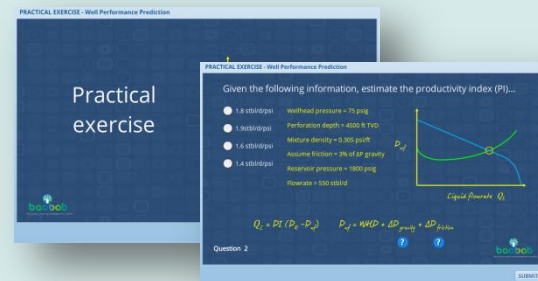 PRACTICAL EXERCISE - Well Performance Prediction
Practical
exercise
baobab
PRACTICAL EXERCISE - Well Performance Prediction
Given the following information, estimate the productivity index (PI)...
1.8 stbl/d/psi
1.9stbl/d/psi
1.6 stbl/d/psi
1.4 stbl/d/psi
Wellhead pressure = 75 psig
Perforation depth = 4500 ft TVD
Mixture density = 0.305 psi/ft
Assume friction = 3% of ΔP gravity
Reservoir pressure = 1800 psig
Flowrate = 550 stbl/d
Pwf
Liquid flowrate QL
QL = PI (PR - Pwf) Pwf = WHP + ΔPgravity + ΔPfriction
? ?
Question 2
baobab
SUBMIT